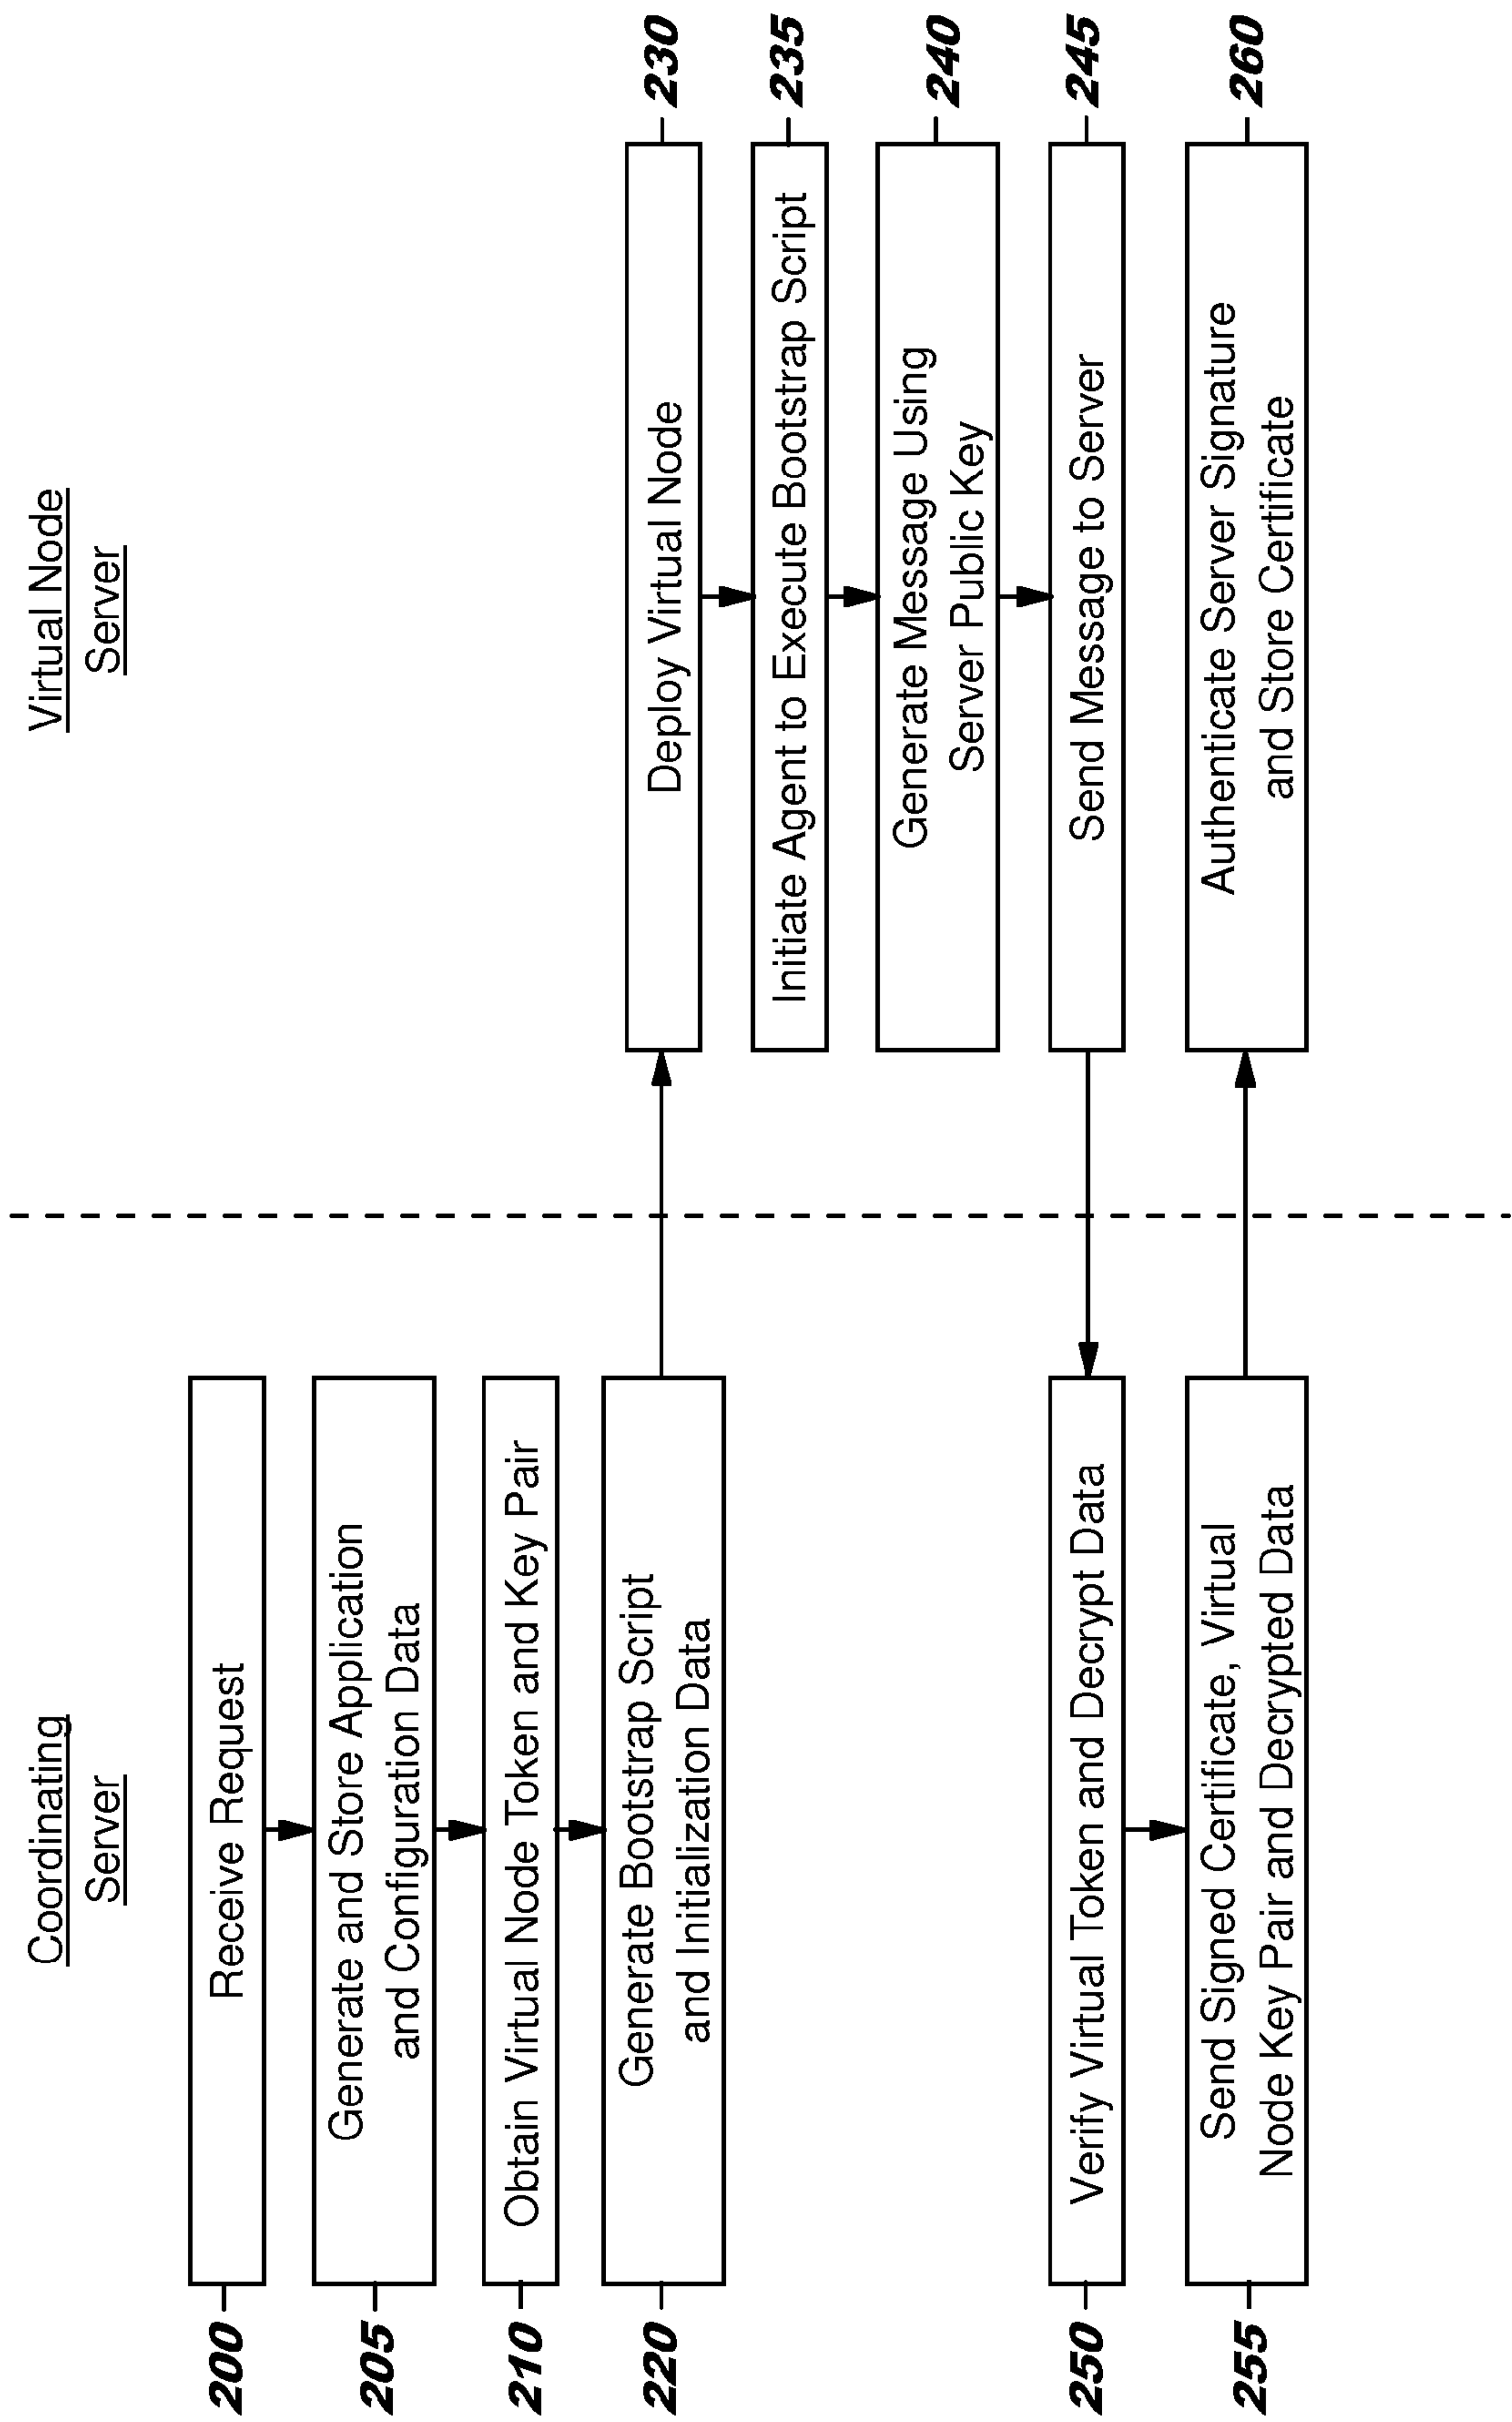 Coordinating
Server
Virtual Node
Server
200
Receive Request
205
Generate and Store Application
and Configuration Data
210
Obtain Virtual Node Token and Key Pair
220
Generate Bootstrap Script
and Initialization Data
Deploy Virtual Node
230
Initiate Agent to Execute Bootstrap Script
235
Generate Message Using
Server Public Key
240
Send Message to Server
245
250
Verify Virtual Token and Decrypt Data
255
Send Signed Certificate, Virtual
Node Key Pair and Decrypted Data
Authenticate Server Signature
and Store Certificate
260